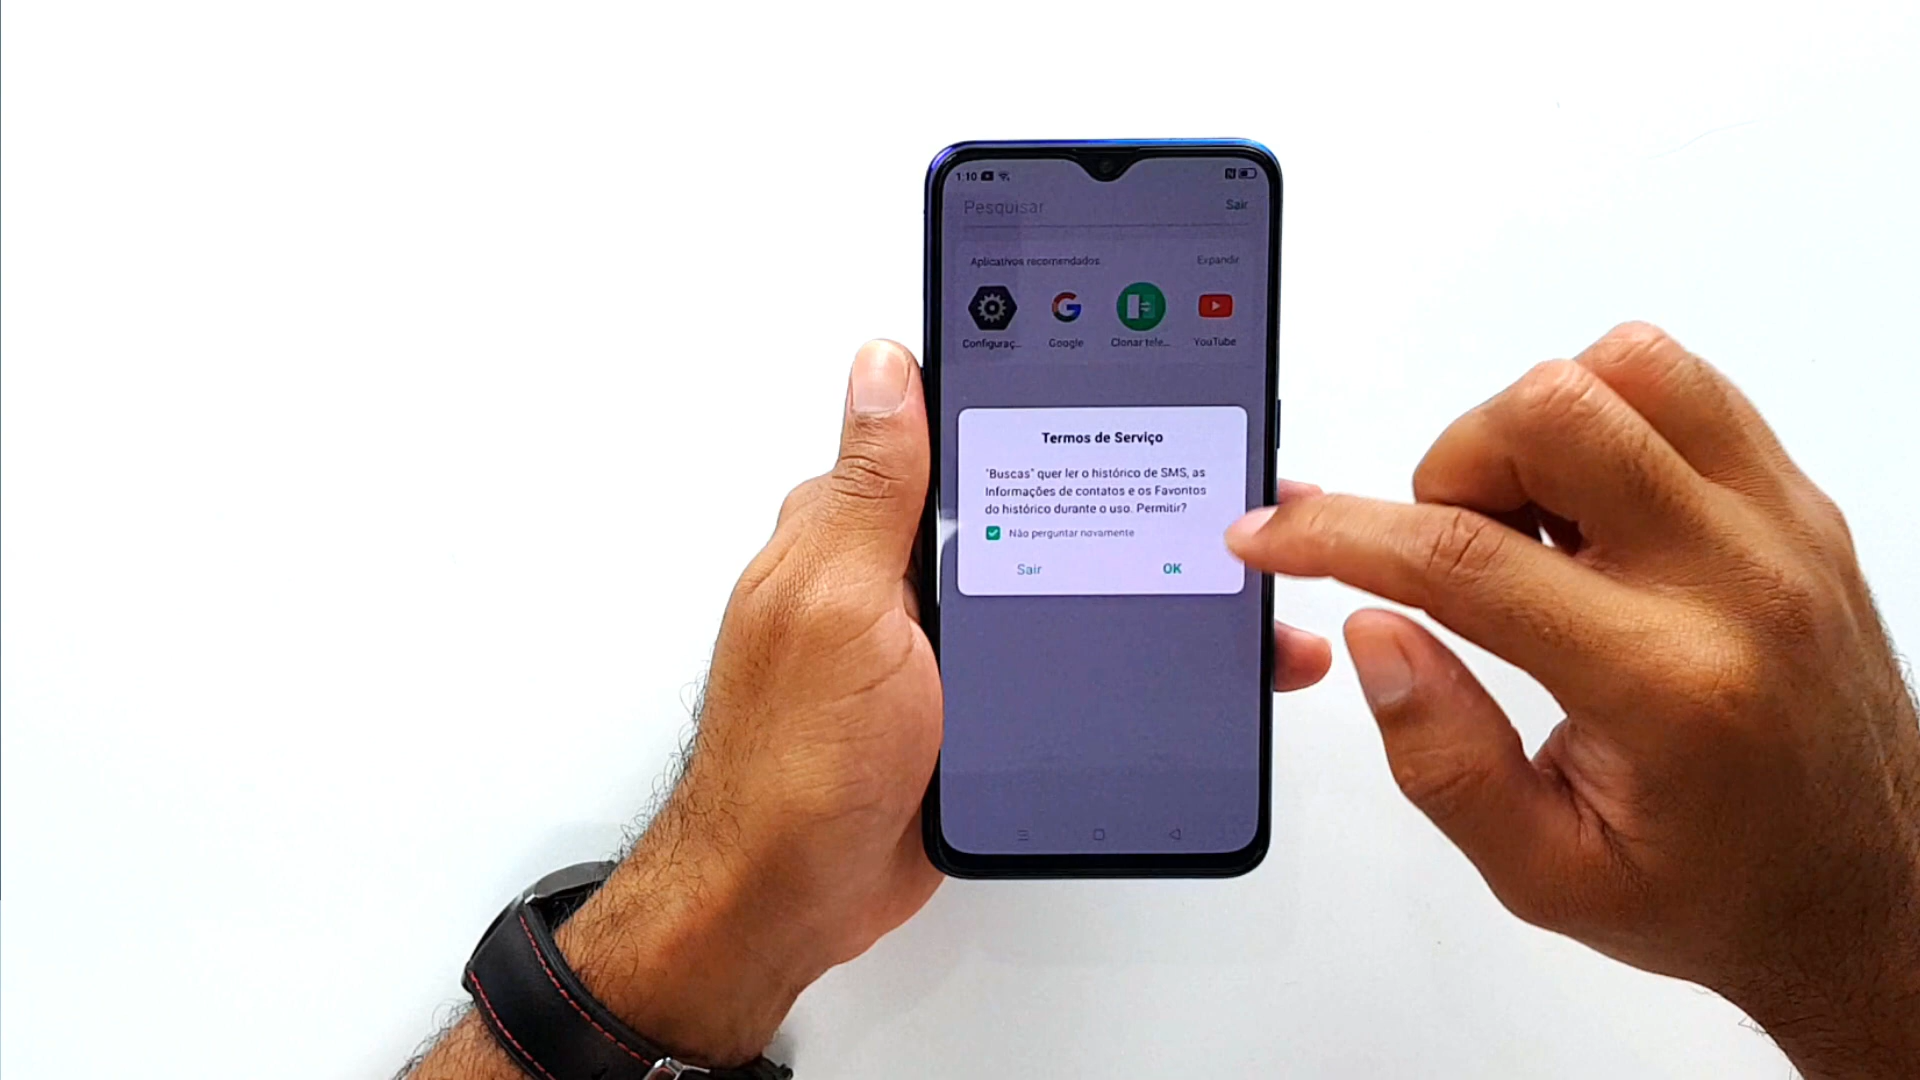 1:10
Pesquisar
Sair
Aplicativos recomendados
Expandir
Configuraç...
Google
Clonar tele...
YouTube
Termos de Serviço
"Buscas" quer ler o histórico de SMS, as
Informações de contatos e os Favoritos
do histórico durante o uso. Permitir?
Não perguntar novamente
Sair
OK